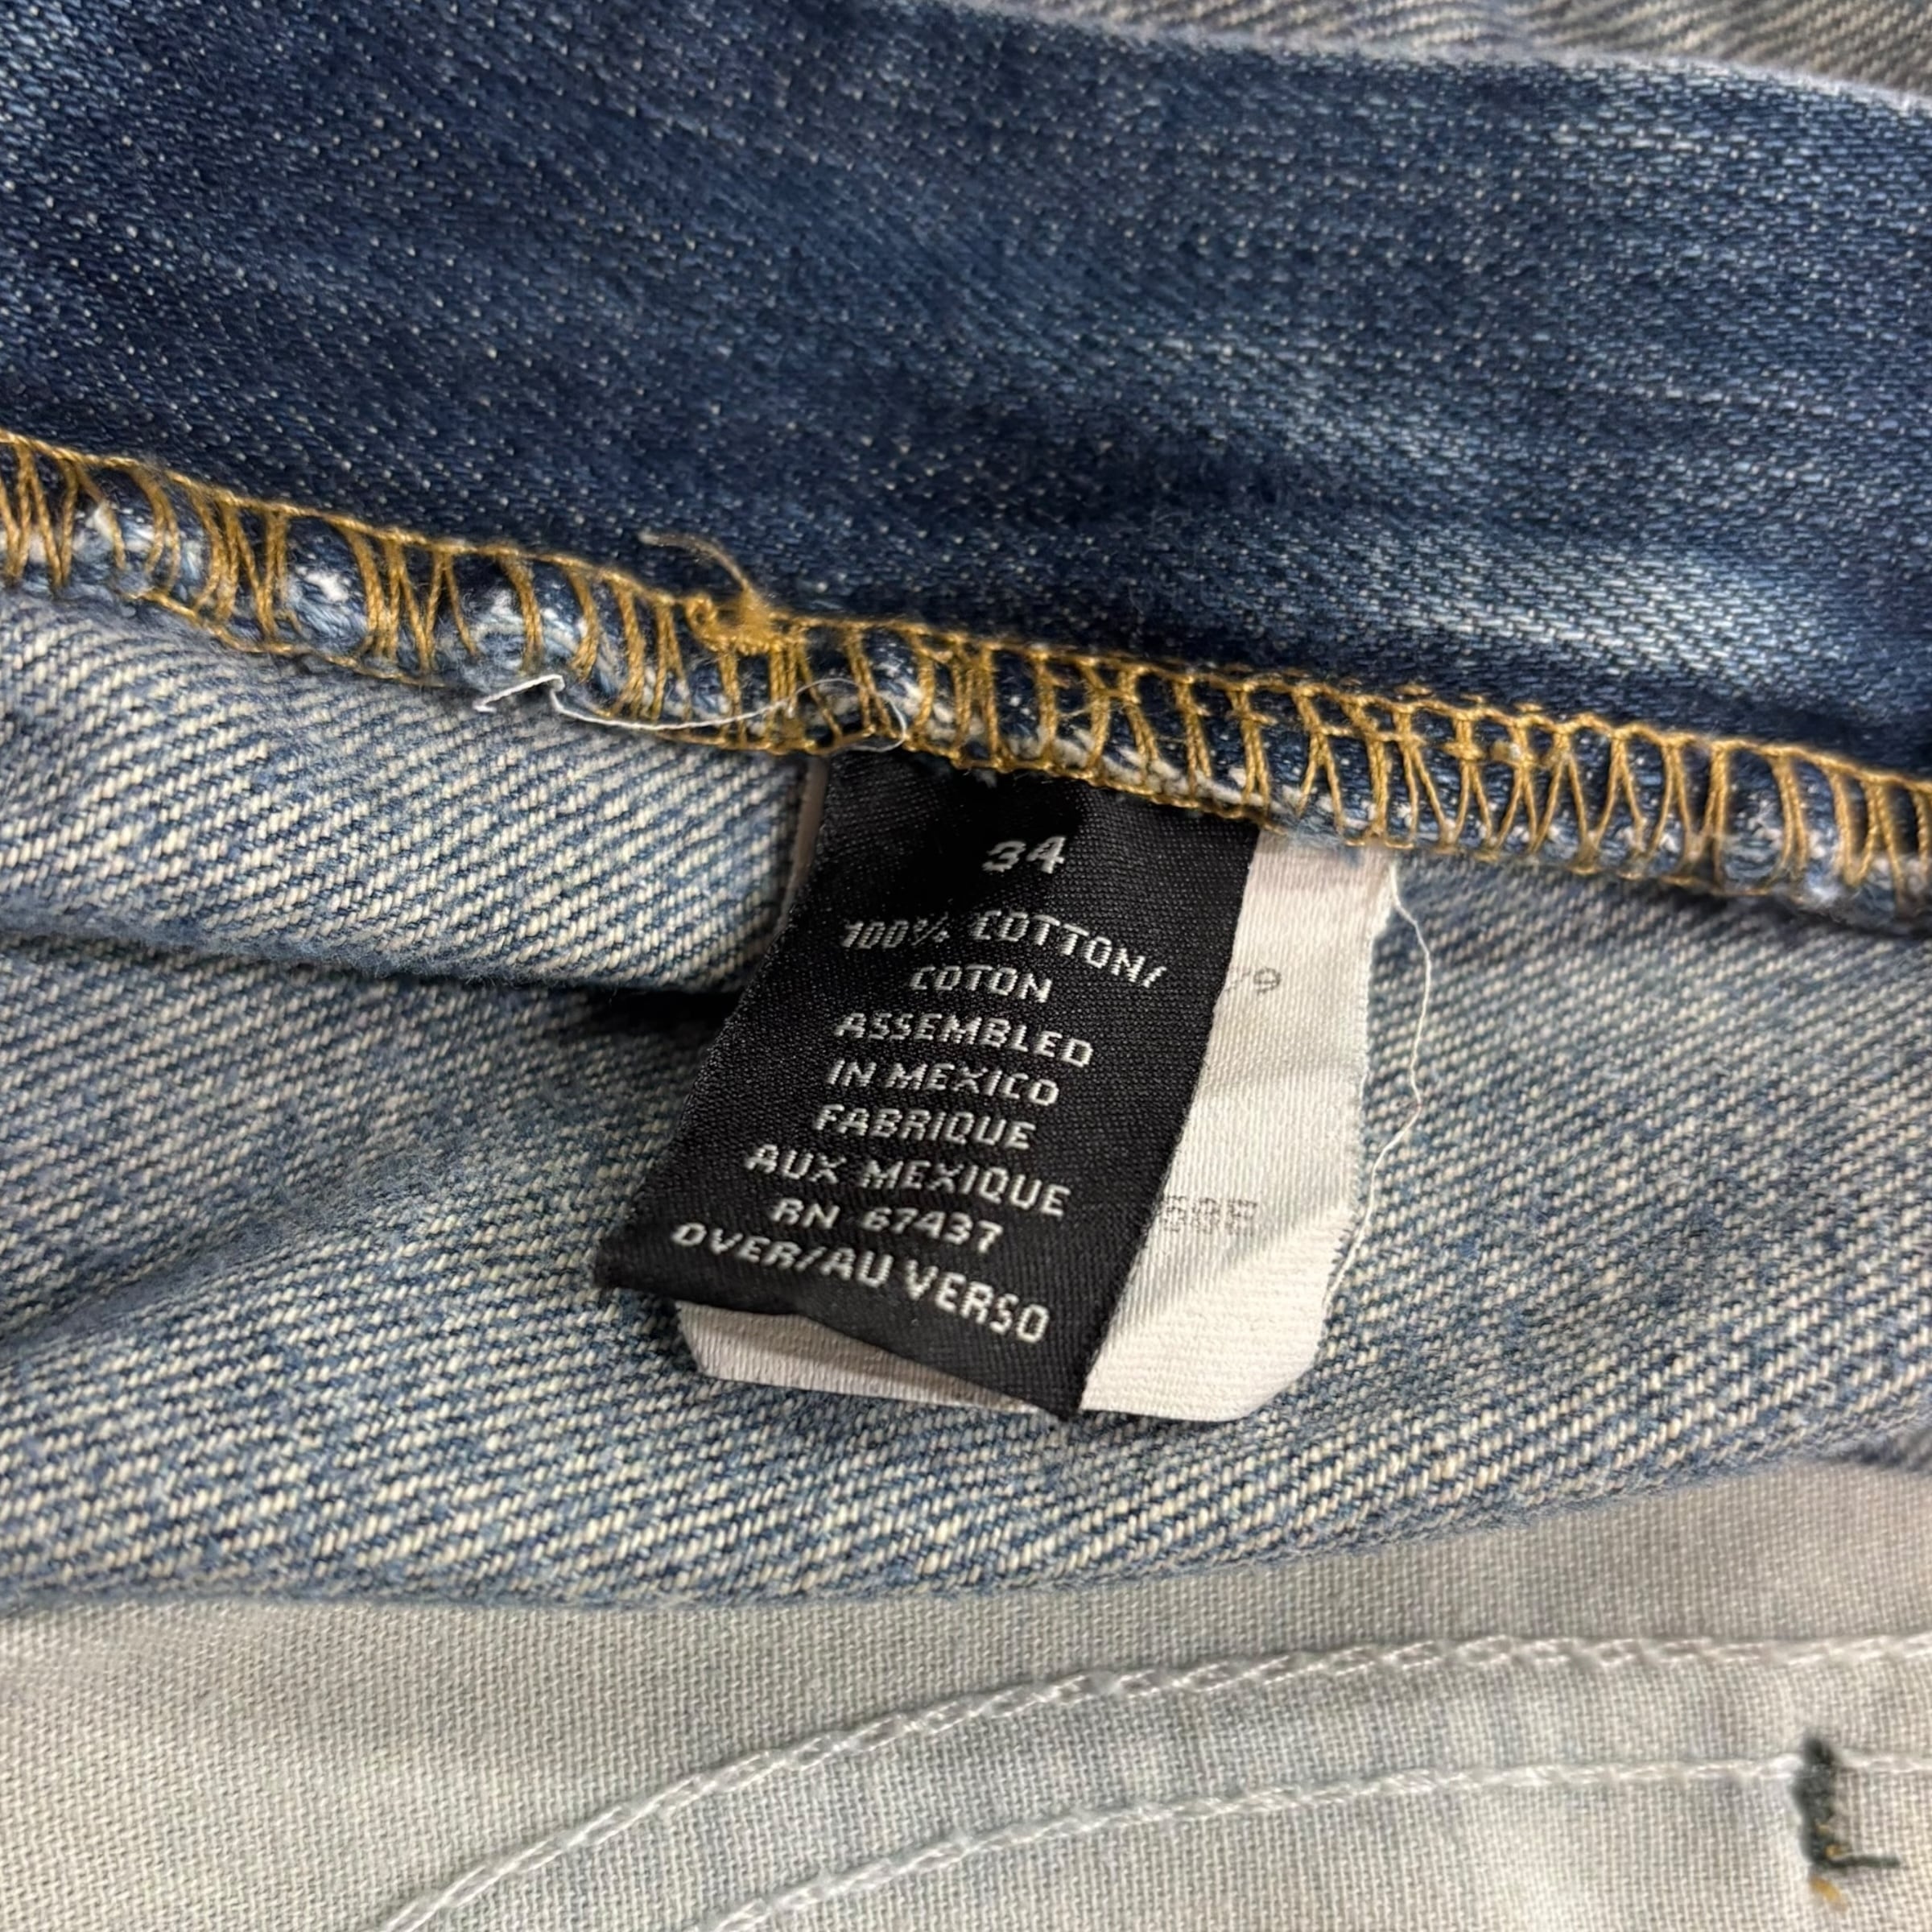 34
100% COTTON/
COTON
ASSEMBLED
IN MEXICO
FABRIQUE
AUX MEXIQUE
RN 67437
OVER/AU VERSO